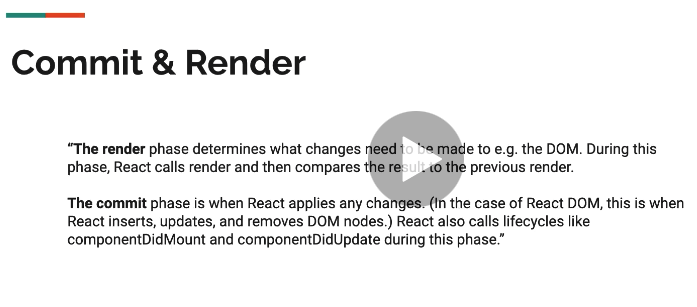 Commit & Render
“The render phase determines what changes need to be made to e.g. the DOM. During this
phase, React calls render and then compares the result to the previous render.
The commit phase is when React applies any changes. (In the case of React DOM, this is when
React inserts, updates, and removes DOM nodes.) React also calls lifecycles like
componentDidMount and componentDidUpdate during this phase.”